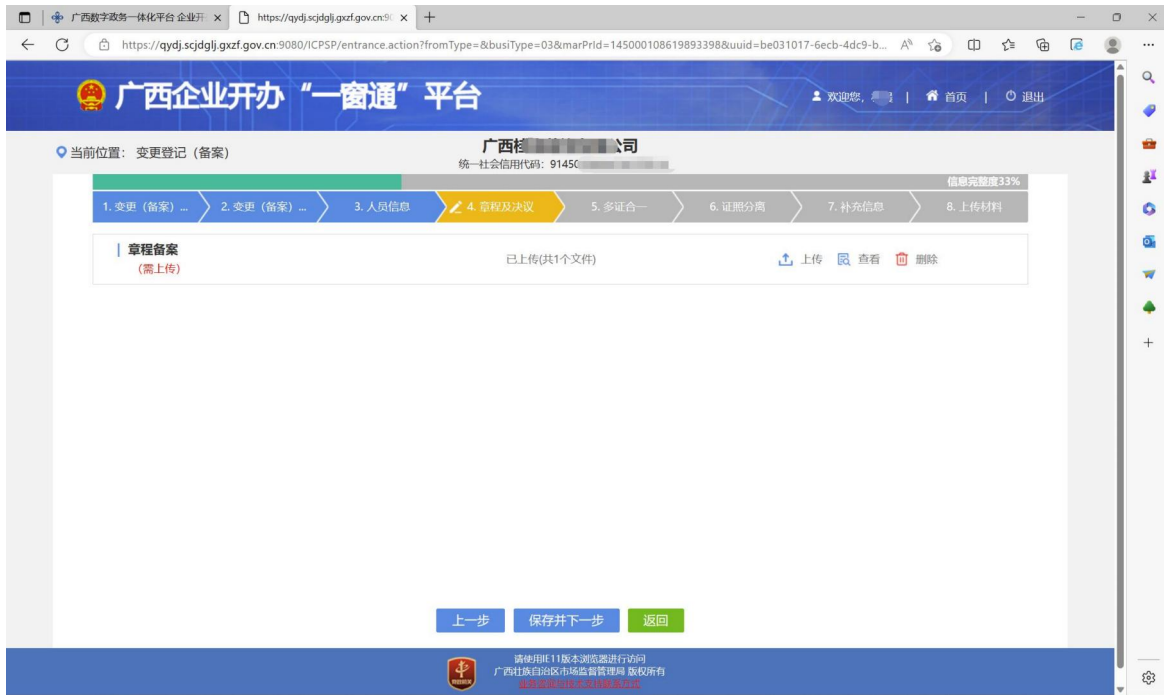 广西数字政务一体化平台 企业开
https://qydj.scjdglj.gxzf.gov.cn:90
https://qydj.scjdglj.gxzf.gov.cn:9080/ICPSP/entrance.action?fromType=&busiType=03&marPrId=145000108619893398&uuid=be031017-6ecb-4dc9-b...
广西企业开办“一窗通”平台
欢迎您, | 首页 | 退出
当前位置: 变更登记 (备案)
广西 公司
统一社会信用代码: 9145
信息完整度33%
1. 变更 (备案) ... 2. 变更 (备案) ... 3. 人员信息 4. 章程及决议 5. 多证合一 6. 证照分离 7. 补充信息 8. 上传材料
章程备案
(需上传)
已上传(共1个文件)
上传 查看 删除
上一步 保存并下一步 返回
请使用IE11版本浏览器进行访问
广西壮族自治区市场监督管理局 版权所有